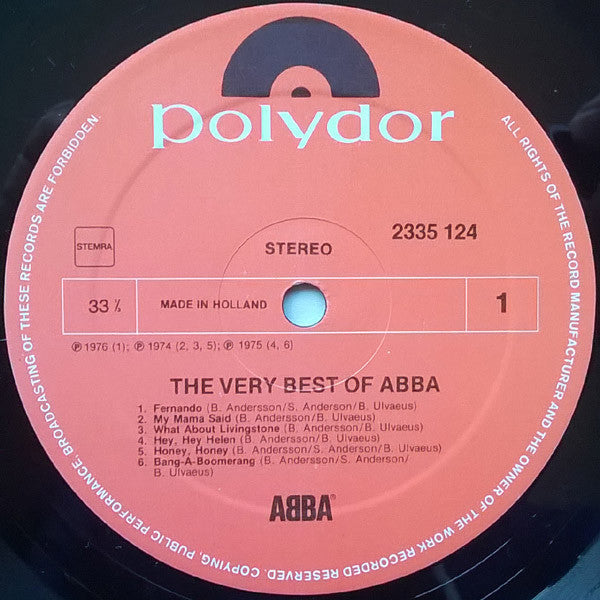 polydor
ALL RIGHTS OF THE RECORD MANUFACTURER AND THE OWNER OF THE WORK RECORDED RESERVED. COPYING, PUBLIC PERFORMANCE, BROADCASTING OF THESE RECORDS ARE FORBIDDEN.
STEMRA
STEREO
2335 124
33 ⅓
MADE IN HOLLAND
1
℗ 1976 (1); ℗ 1974 (2, 3, 5); ℗ 1975 (4, 6)
THE VERY BEST OF ABBA
1. Fernando (B. Andersson/S. Anderson/B. Ulvaeus)
2. My Mama Said (B. Andersson/B. Ulvaeus)
3. What About Livingstone (B. Andersson/B. Ulvaeus)
4. Hey, Hey Helen (B. Andersson/B. Ulvaeus)
5. Honey, Honey (B. Andersson/S. Anderson/B. Ulvaeus)
6. Bang-A-Boomerang (B. Andersson/S. Anderson/
B. Ulvaeus)
ABBA®